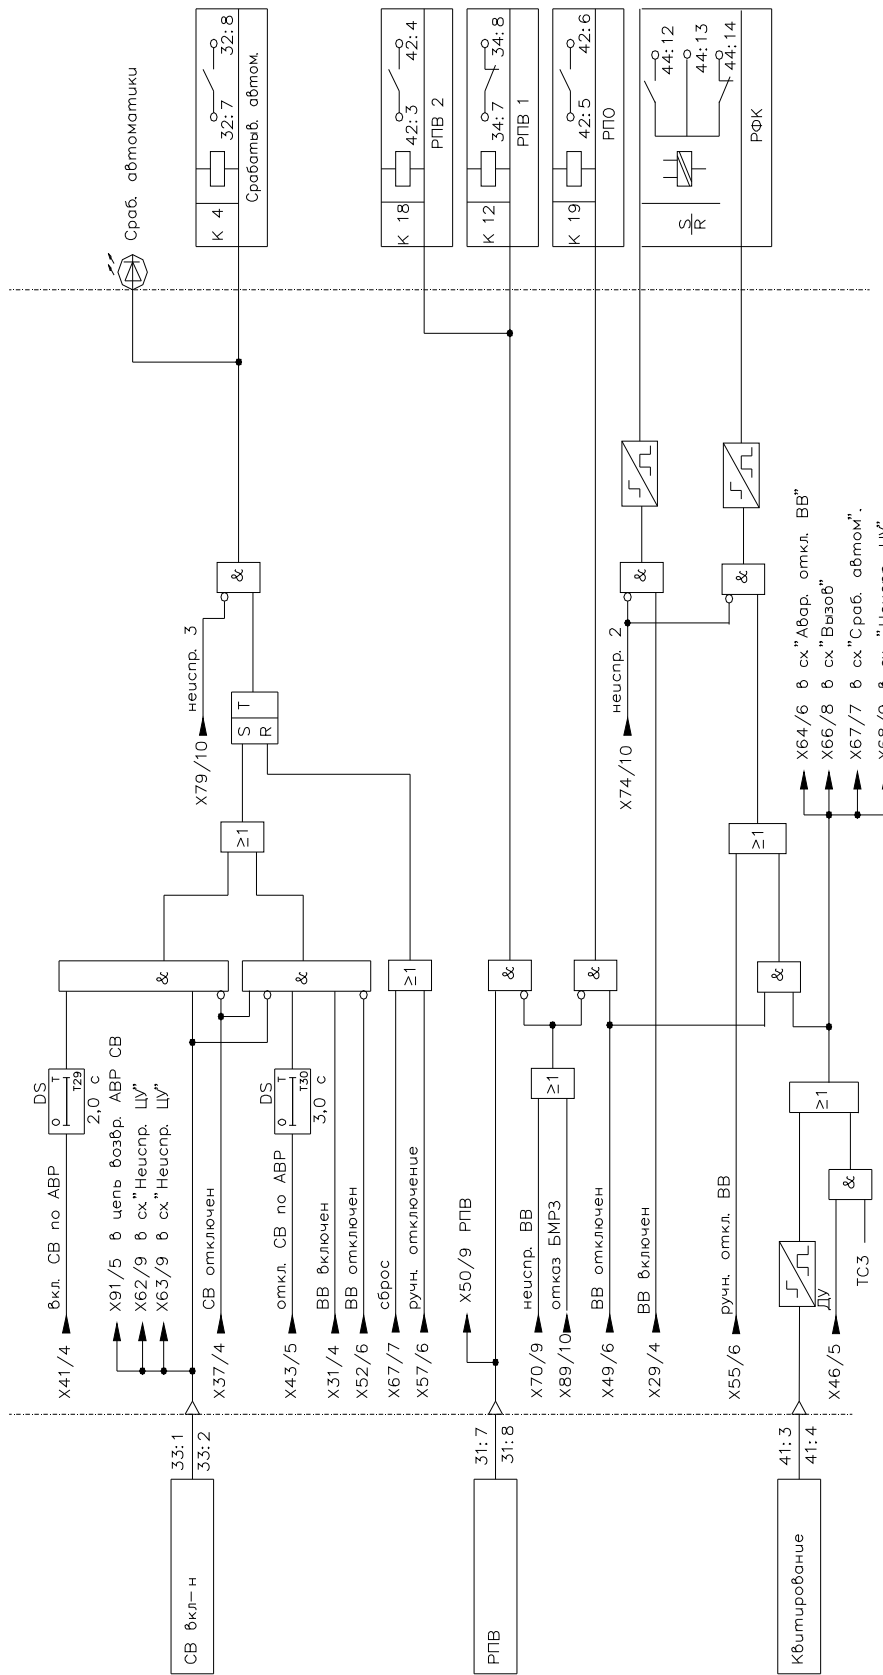 Сраб. автоматики
К 4
32:7
32:8
Срабатыв. автом.
К 18
42:3
42:4
РПВ 2
К 12
34:7
34:8
РПВ 1
К 19
42:5
42:6
РПО
S
R
44:12
44:13
44:14
РФК
X79/10
неиспр. 3
&
S
T
R
≥1
&
&
≥1
X41/4
вкл. СВ по АВР
DS
0
T
T29
2,0 с
X91/5 в цепь возвр. АВР СВ
X62/9 в сх."Неиспр. ЦУ"
X63/9 в сх."Неиспр. ЦУ"
X37/4
СВ отключен
X43/5
откл. СВ по АВР
DS
0
T
T30
3,0 с
X31/4
ВВ включен
X52/6
ВВ отключен
X67/7
сброс
X57/6
ручн. отключение
СВ вкл-н
33:1
33:2
X50/9 РПВ
X70/9
неиспр. ВВ
X89/10
отказ БМРЗ
≥1
&
&
X49/6
ВВ отключен
X29/4
ВВ включен
X74/10
неиспр. 2
&
&
≥1
&
X55/6
ручн. откл. ВВ
X46/5
ДУ
ТС3
&
≥1
X64/6 в сх."Авар. откл. ВВ"
X66/8 в сх."Вызов"
X67/7 в сх."Сраб. автом".
РПВ
31:7
31:8
Квитирование
41:3
41:4